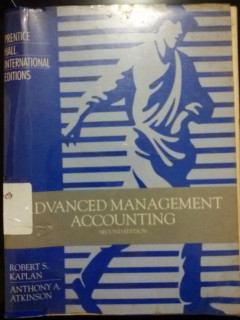 PRENTICE
HALL
INTERNATIONAL
EDITIONS
ADVANCED MANAGEMENT
ACCOUNTING
SECOND EDITION
ROBERT S.
KAPLAN
ANTHONY A.
ATKINSON